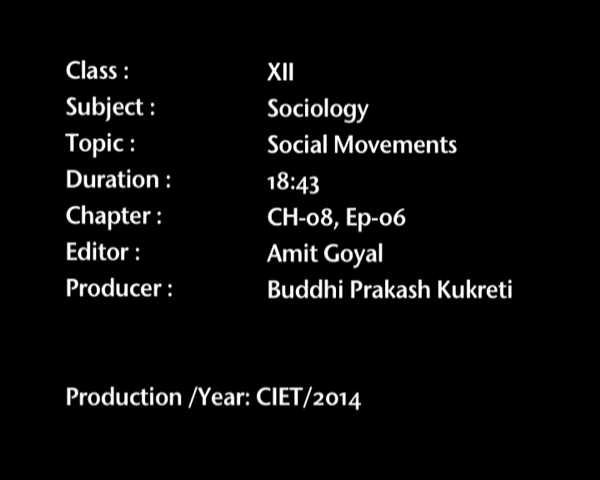 Class : XII
Subject : Sociology
Topic : Social Movements
Duration : 18:43
Chapter : CH-08, Ep-06
Editor : Amit Goyal
Producer : Buddhi Prakash Kukreti
Production /Year: CIET/2014